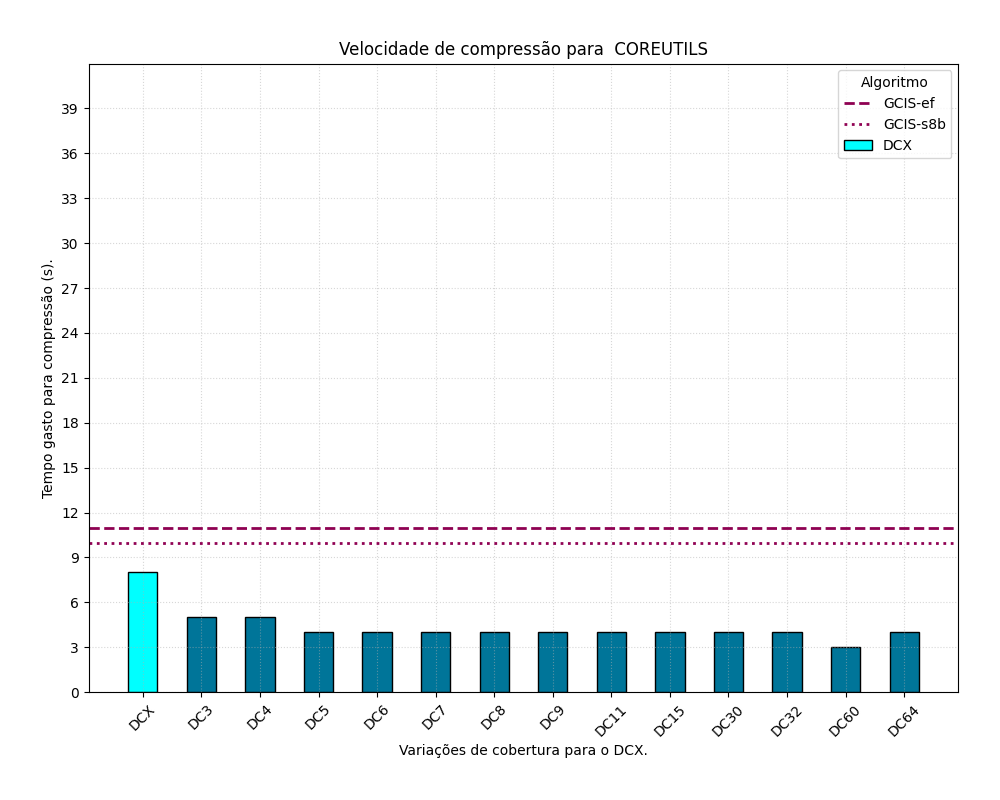 Velocidade de compressão para  COREUTILS
Algoritmo
GCIS-ef
GCIS-s8b
DCX
Tempo gasto para compressão (s).
39
36
33
30
27
24
21
18
15
12
9
6
3
0
DCX
DC3
DC4
DC5
DC6
DC7
DC8
DC9
DC11
DC15
DC30
DC32
DC60
DC64
Variações de cobertura para o DCX.